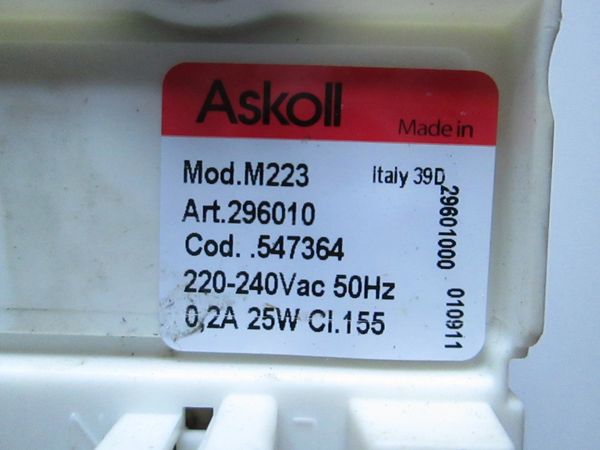 Askoll
Made in
Mod.M223 Italy 39D
Art.296010
Cod. .547364
220-240Vac 50Hz
0,2A 25W Cl.155
29601000 010911